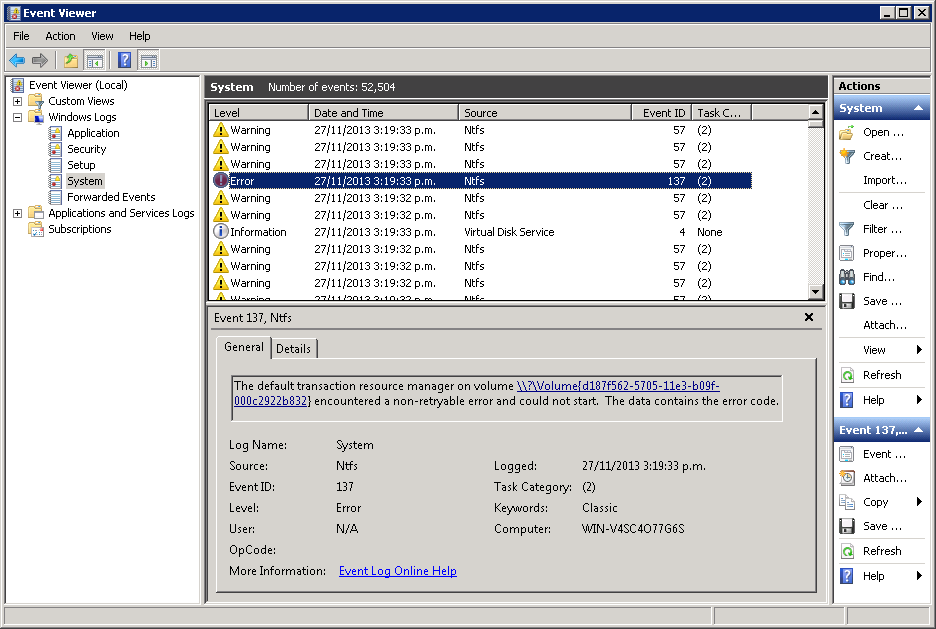 Event Viewer
File Action View Help
Event Viewer (Local)
Custom Views
Windows Logs
Application
Security
Setup
System
Forwarded Events
Applications and Services Logs
Subscriptions
System Number of events: 52,504
Level Date and Time Source Event ID Task C...
Warning 27/11/2013 3:19:33 p.m. Ntfs 57 (2)
Warning 27/11/2013 3:19:33 p.m. Ntfs 57 (2)
Warning 27/11/2013 3:19:33 p.m. Ntfs 57 (2)
Error 27/11/2013 3:19:33 p.m. Ntfs 137 (2)
Warning 27/11/2013 3:19:33 p.m. Ntfs 57 (2)
Warning 27/11/2013 3:19:33 p.m. Ntfs 57 (2)
Information 27/11/2013 3:19:33 p.m. Virtual Disk Service 4 None
Warning 27/11/2013 3:19:32 p.m. Ntfs 57 (2)
Warning 27/11/2013 3:19:32 p.m. Ntfs 57 (2)
Warning 27/11/2013 3:19:32 p.m. Ntfs 57 (2)
Warning 27/11/2013 3:19:32 p.m. Ntfs 57 (2)
Event 137, Ntfs
General Details
The default transaction resource manager on volume \\?\Volume{d187f562-5705-11e3-b09f-
000c2922b832} encountered a non-retryable error and could not start. The data contains the error code.
Log Name: System
Source: Ntfs Logged: 27/11/2013 3:19:33 p.m.
Event ID: 137 Task Category: (2)
Level: Error Keywords: Classic
User: N/A Computer: WIN-V4SC4O77G6S
OpCode:
More Information: Event Log Online Help
Actions
System
Open ...
Creat...
Import...
Clear ...
Filter ...
Proper...
Find...
Save ...
Attach...
View
Refresh
Help
Event 137,...
Event ...
Attach...
Copy
Save ...
Refresh
Help